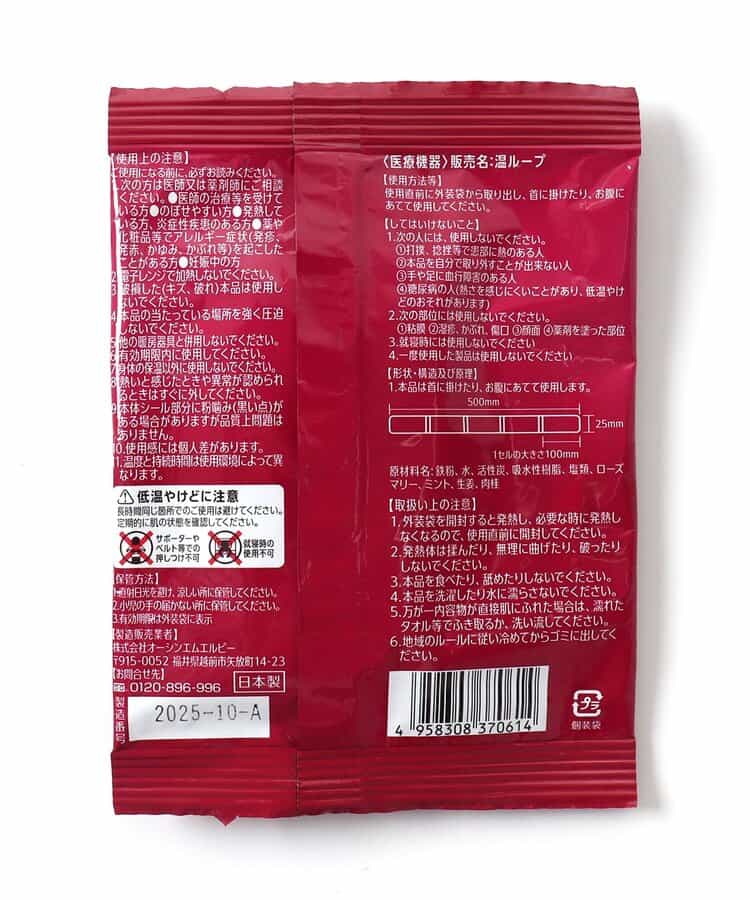 【使用上の注意】
ご使用になる前に、必ずお読みください。
1.次の方は医師又は薬剤師にご相談
ください。●医師の治療等を受けて
いる方●のぼせやすい方●発熱して
いる方、炎症性疾患のある方●薬や
化粧品等でアレルギー症状(発疹、
発赤、かゆみ、かぶれ等)を起こした
ことがある方●妊娠中の方
2.電子レンジで加熱しないでください。
3.破損した(キズ、破れ)本品は使用し
ないでください。
4.本品の当たっている場所を強く圧迫
しないでください。
5.他の暖房器具と併用しないでください。
6.有効期限内に使用してください。
7.身体の保温以外に使用しないでください。
8.熱いと感じたときや異常が認められ
るときはすぐに外してください。
9.本体シール部分に粉噛み(黒い点)が
ある場合がありますが品質上問題は
ありません。
10.使用感には個人差があります。
11.温度と持続時間は使用環境によって異
なります。
低温やけどに注意
長時間同じ箇所でのご使用は避けてください。
定期的に肌の状態を確認してください。
サポーターや
ベルト等での
押しつけ不可
就寝時の
使用不可
【保管方法】
1.直射日光を避け、涼しい所に保管してください。
2.小児の手の届かない所に保管してください。
3.有効期限は外装袋に表示
【製造販売業者】
株式会社オーシンエムエルピー
〒915-0052 福井県越前市矢放町14-23
【お問合せ先】
0120-896-996
日本製
製造番号
2025-10-A
〈医療機器〉販売名:温ループ
【使用方法等】
使用直前に外装袋から取り出し、首に掛けたり、お腹に
あてて使用してください。
【してはいけないこと】
1.次の人には、使用しないでください。
①打撲、捻挫等で患部に熱のある人
②本品を自分で取り外すことが出来ない人
③手や足に血行障害のある人
④糖尿病の人(熱さを感じにくいことがあり、低温やけ
どのおそれがあります)
2.次の部位には使用しないでください。
①粘膜 ②湿疹、かぶれ、傷口 ③顔面 ④薬剤を塗った部位
3.就寝時には使用しないでください
4.一度使用した製品は使用しないでください
【形状・構造及び原理】
1.本品は首に掛けたり、お腹にあてて使用します。
500mm
25mm
1セルの大きさ100mm
原材料名:鉄粉、水、活性炭、吸水性樹脂、塩類、ローズ
マリー、ミント、生姜、肉桂
【取扱い上の注意】
1.外装袋を開封すると発熱し、必要な時に発熱し
なくなるので、使用直前に開封してください。
2.発熱体は揉んだり、無理に曲げたり、破ったり
しないでください。
3.本品を食べたり、舐めたりしないでください。
4.本品を洗濯したり水に濡らさないでください。
5.万が一内容物が直接肌にふれた場合は、濡れた
タオル等でふき取るか、洗い流してください。
6.地域のルールに従い冷めてからゴミに出してく
ださい。
4 958308 370614
プラ
個装袋